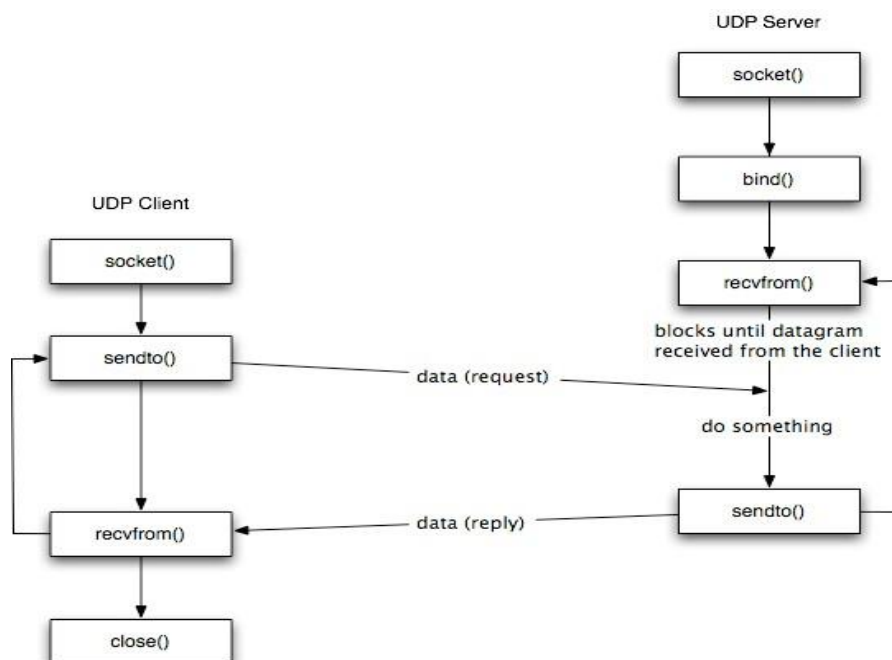 UDP Server
socket()
bind()
UDP Client
socket()
recvfrom()
blocks until datagram
received from the client
sendto()
data (request)
do something
sendto()
data (reply)
recvfrom()
close()